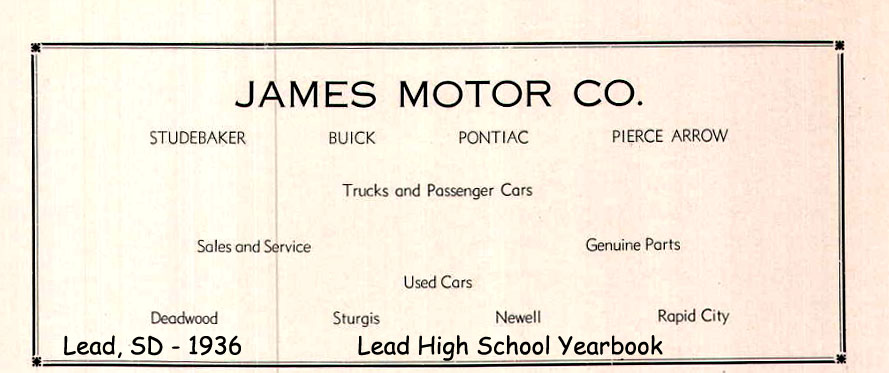 JAMES MOTOR CO.
STUDEBAKER BUICK PONTIAC PIERCE ARROW
Trucks and Passenger Cars
Sales and Service Genuine Parts
Used Cars
Deadwood Sturgis Newell Rapid City
Lead, SD - 1936 Lead High School Yearbook